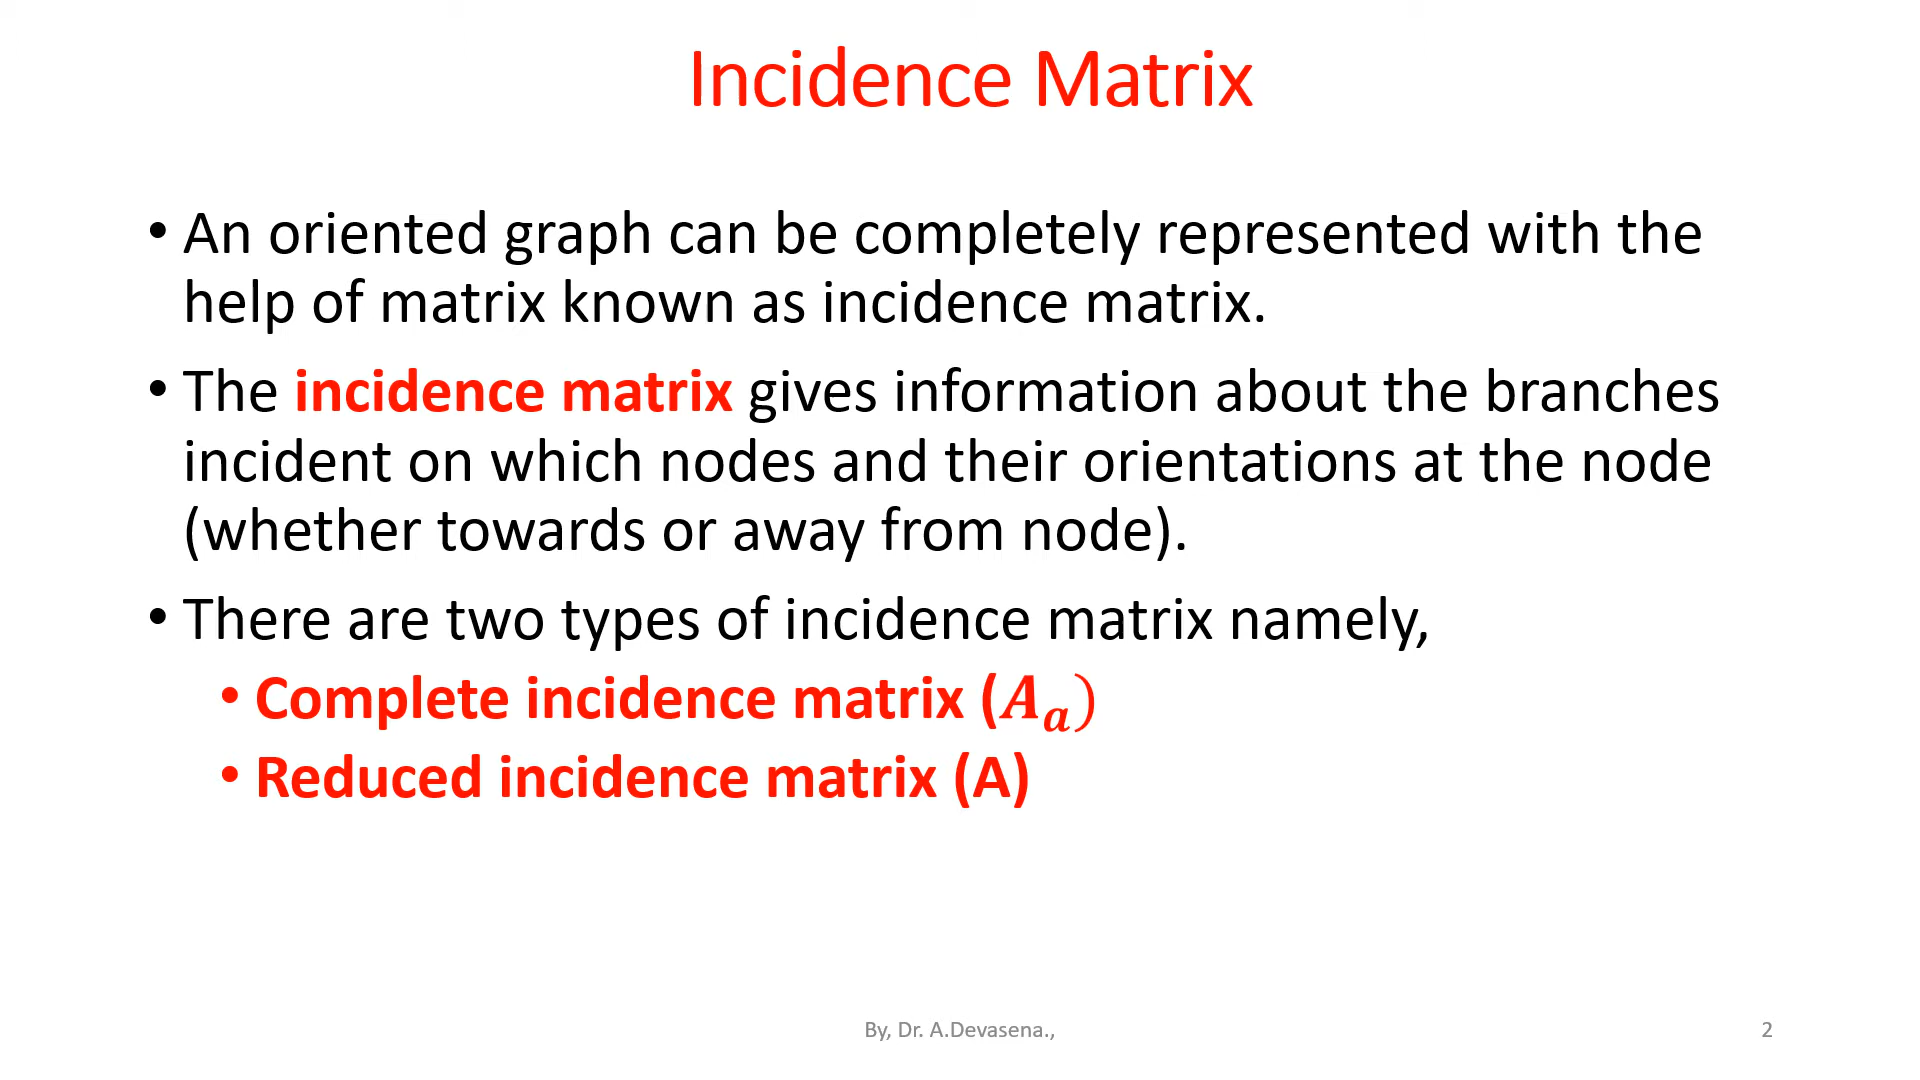 Incidence Matrix
• An oriented graph can be completely represented with the
help of matrix known as incidence matrix.
• The incidence matrix gives information about the branches
incident on which nodes and their orientations at the node
(whether towards or away from node).
• There are two types of incidence matrix namely,
• Complete incidence matrix (𝑨ₐ)
• Reduced incidence matrix (A)
By, Dr. A.Devasena.,
2